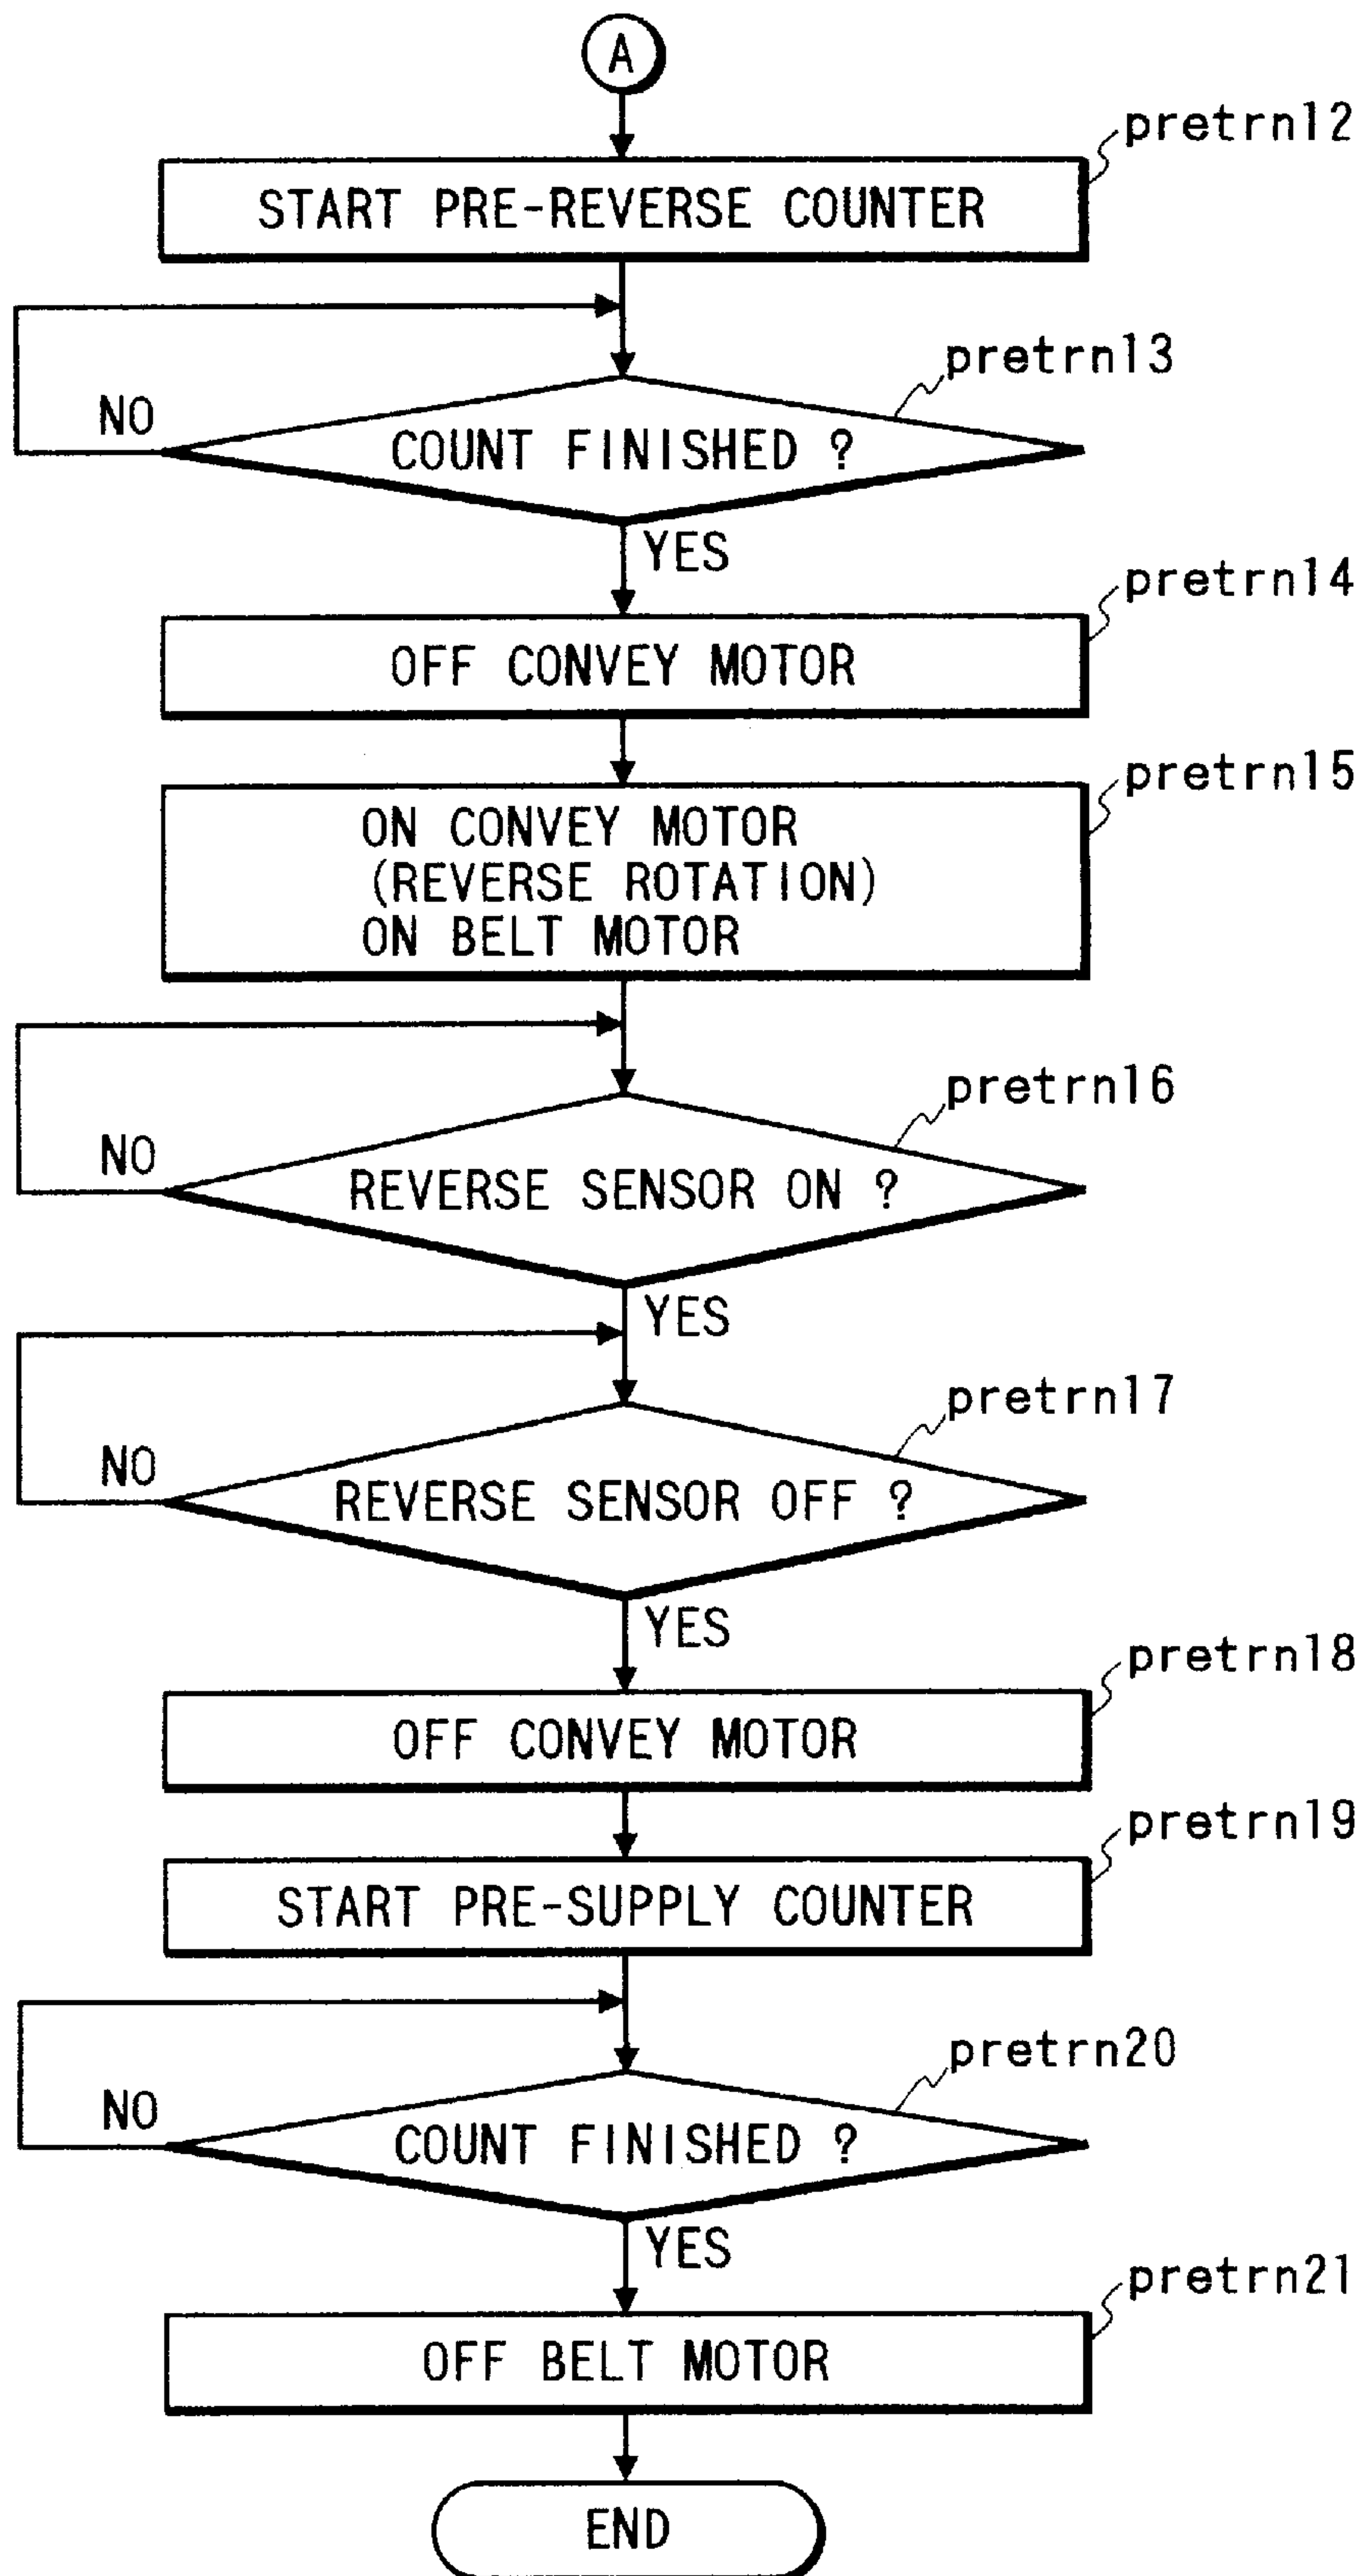 A
pretrn12
START PRE-REVERSE COUNTER
pretrn13
NO
COUNT FINISHED ?
YES
pretrn14
OFF CONVEY MOTOR
pretrn15
ON CONVEY MOTOR
(REVERSE ROTATION)
ON BELT MOTOR
pretrn16
NO
REVERSE SENSOR ON ?
YES
pretrn17
NO
REVERSE SENSOR OFF ?
YES
pretrn18
OFF CONVEY MOTOR
pretrn19
START PRE-SUPPLY COUNTER
pretrn20
NO
COUNT FINISHED ?
YES
pretrn21
OFF BELT MOTOR
END